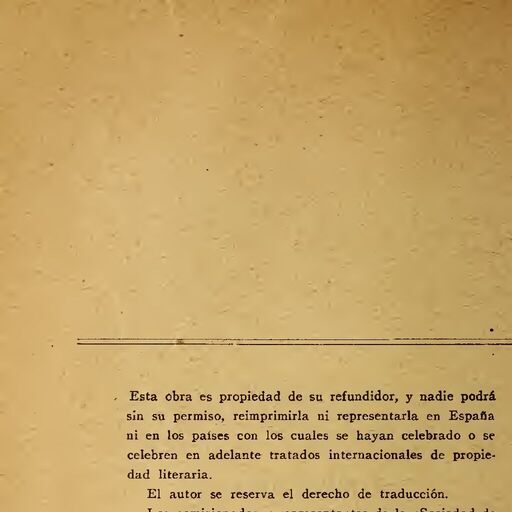 Esta obra es propiedad de su refundidor, y nadie podrá
sin su permiso, reimprimirla ni representarla en España
ni en los países con los cuales se hayan celebrado o se
celebren en adelante tratados internacionales de propie-
dad literaria.
El autor se reserva el derecho de traducción.